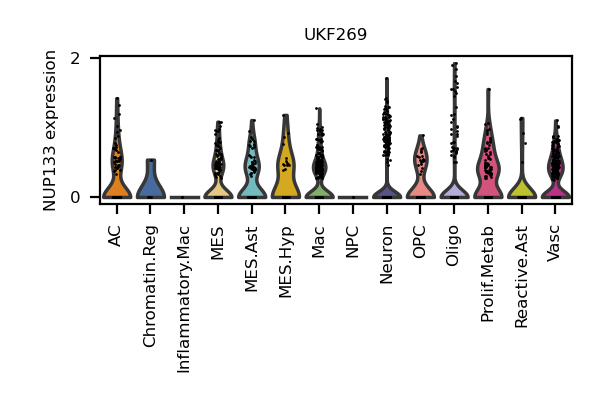 UKF269
NUP133 expression
2
0
AC
Chromatin.Reg
Inflammatory.Mac
MES
MES.Ast
MES.Hyp
Mac
NPC
Neuron
OPC
Oligo
Prolif.Metab
Reactive.Ast
Vasc